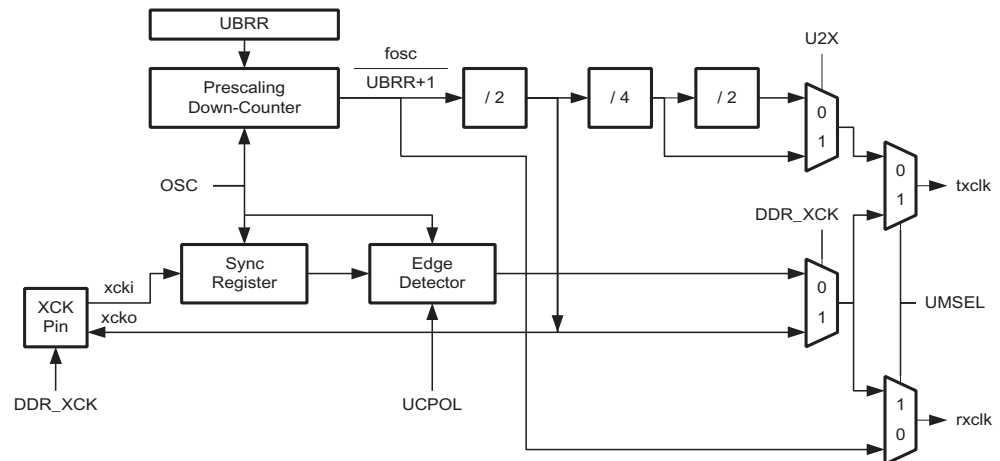 UBRR
U2X
fosc
UBRR+1
Prescaling
Down-Counter
/ 2
/ 4
/ 2
0
1
OSC
0
1
txclk
DDR_XCK
Sync
Register
Edge
Detector
xcki
0
1
UMSEL
XCK
Pin
xcko
DDR_XCK
UCPOL
1
0
rxclk